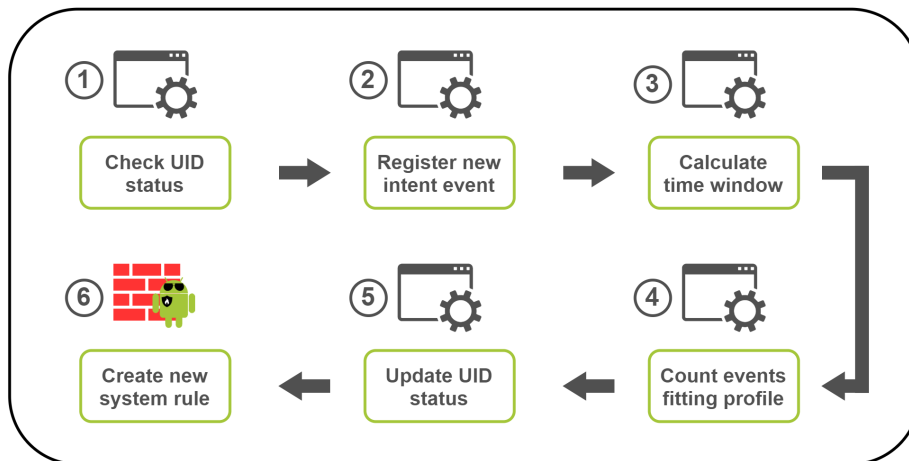 1
Check UID
status
2
Register new
intent event
3
Calculate
time window
4
Count events
fitting profile
5
Update UID
status
6
Create new
system rule